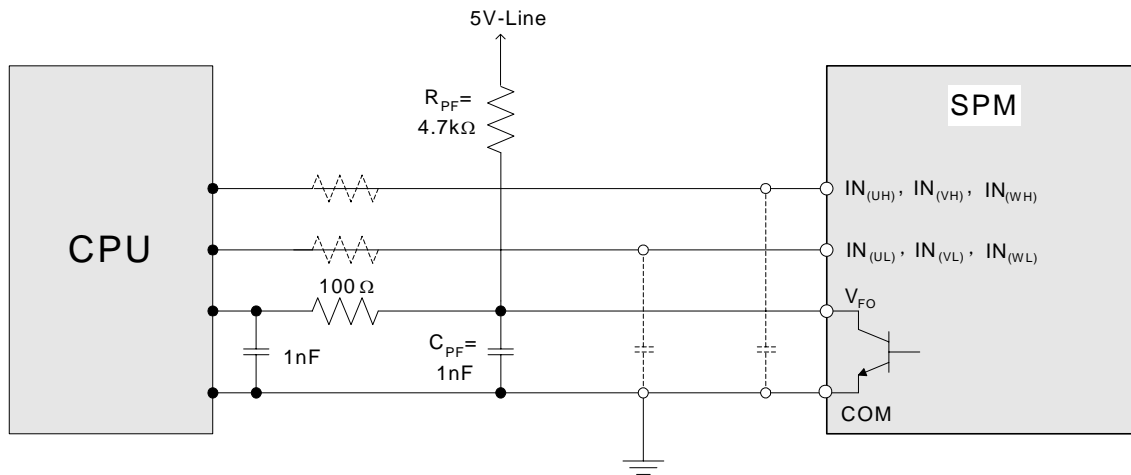 5V-Line
R_PF=
4.7kΩ
SPM
CPU
IN(UH), IN(VH), IN(WH)
IN(UL), IN(VL), IN(WL)
100 Ω
V_FO
C_PF=
1nF
1nF
COM